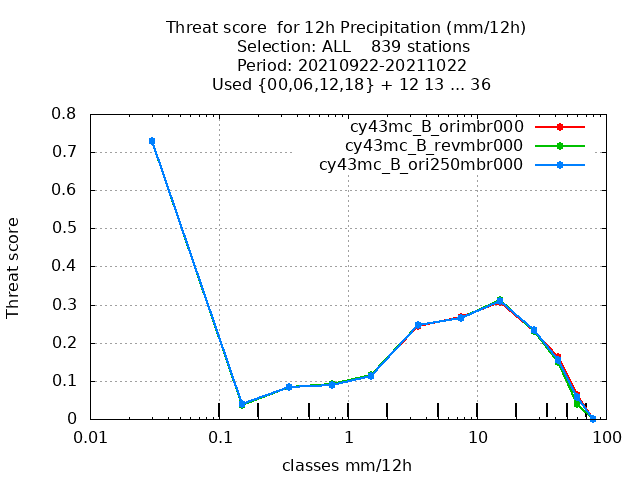 Threat score  for 12h Precipitation (mm/12h)
Selection: ALL    839 stations
Period: 20210922-20211022
Used {00,06,12,18} + 12 13 ... 36
cy43mc_B_orimbr000
cy43mc_B_revmbr000
cy43mc_B_ori250mbr000
0.8
0.7
0.6
0.5
0.4
0.3
0.2
0.1
0
Threat score
0.01 0.1 1 10 100
classes mm/12h